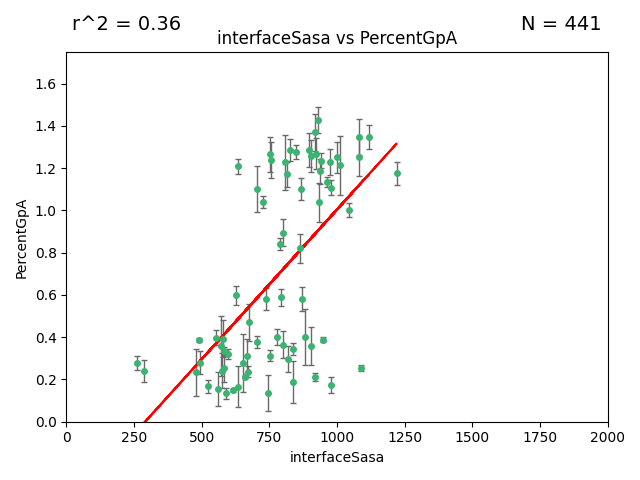 r^2 = 0.36
N = 441
interfaceSasa vs PercentGpA
PercentGpA
1.6
1.4
1.2
1.0
0.8
0.6
0.4
0.2
0.0
0 250 500 750 1000 1250 1500 1750 2000
interfaceSasa